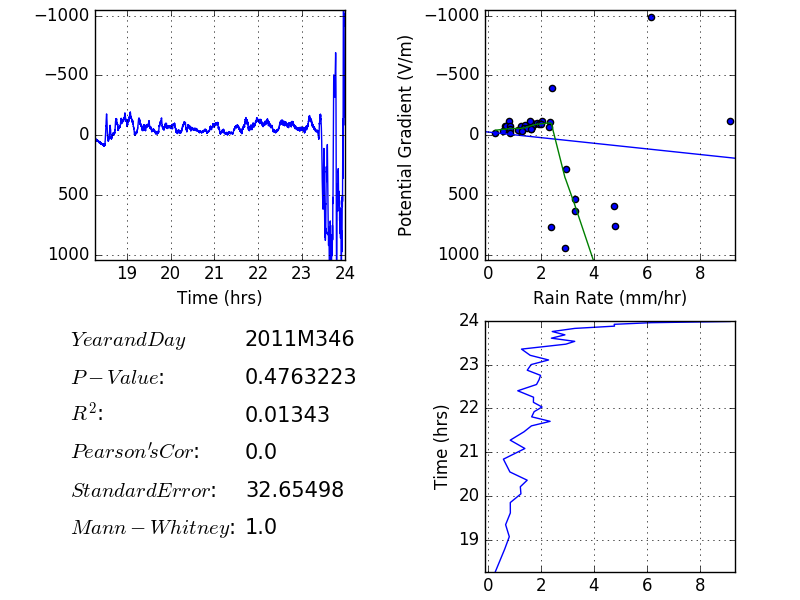 −1000
−500
0
500
1000
19 20 21 22 23 24
Time (hrs)
Potential Gradient (V/m)
−1000
−500
0
500
1000
0 2 4 6 8
Rain Rate (mm/hr)
YearandDay 2011M346
P−Value: 0.4763223
R²: 0.01343
Pearson'sCor: 0.0
StandardError: 32.65498
Mann−Whitney: 1.0
Time (hrs)
24
23
22
21
20
19
0 2 4 6 8